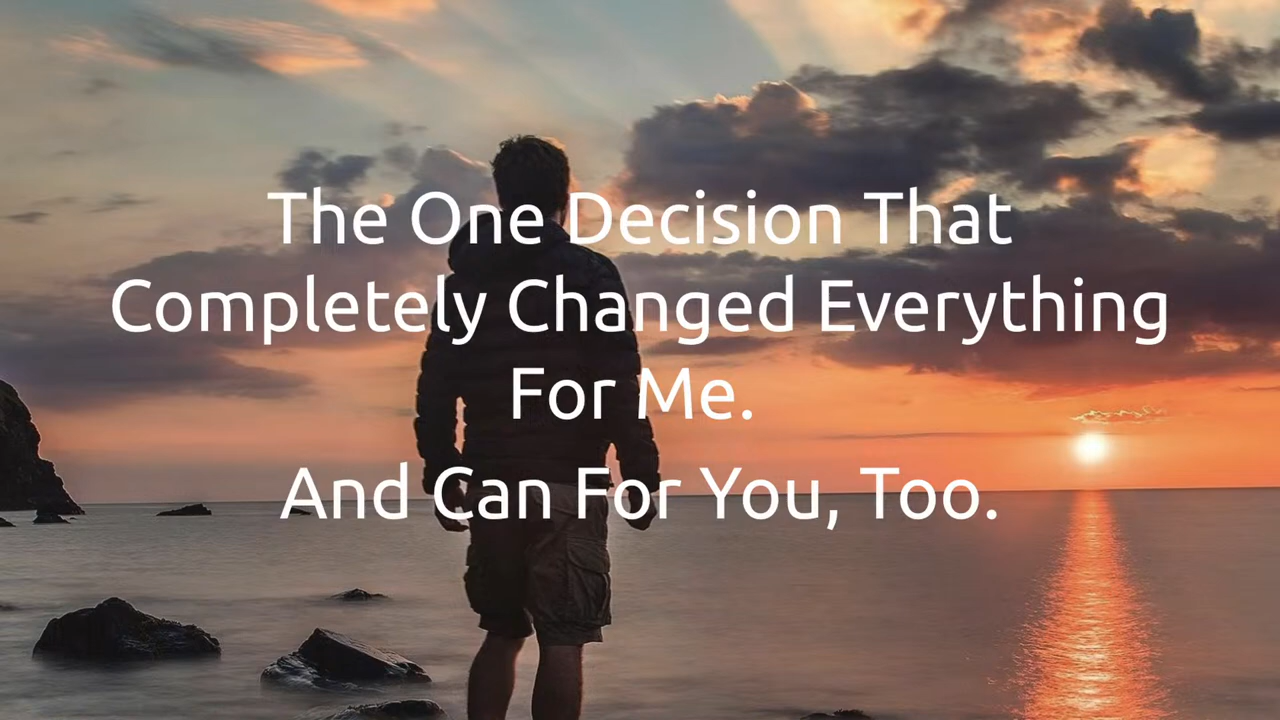 The One Decision That
Completely Changed Everything
For Me.
And Can For You, Too.